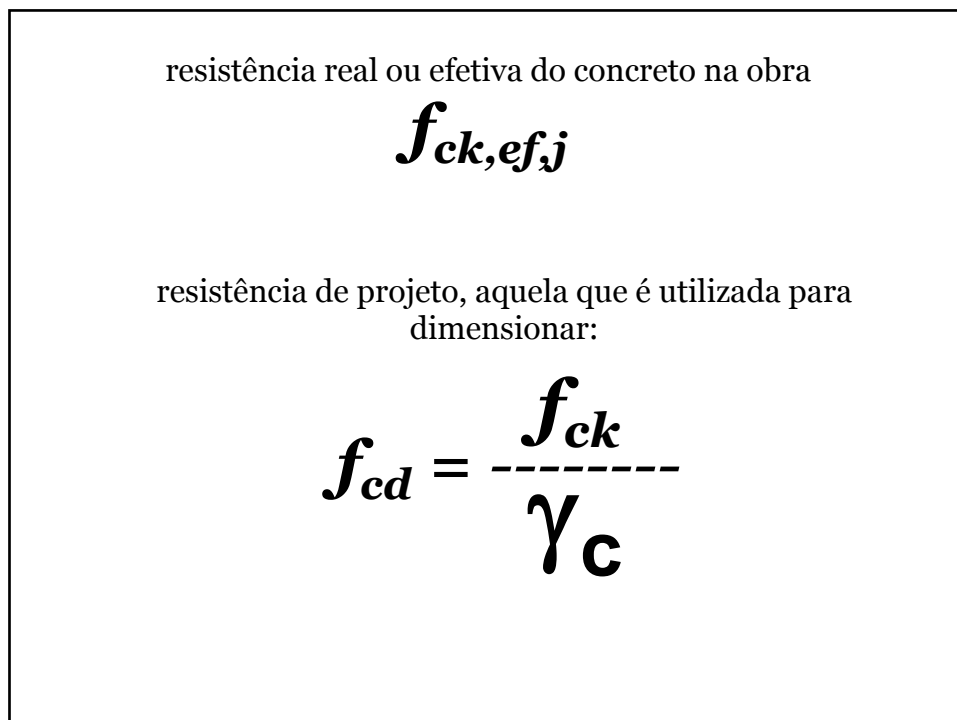 resistência real ou efetiva do concreto na obra
fck,ef,j
resistência de projeto, aquela que é utilizada para
dimensionar:
fck
fcd = --------
γc